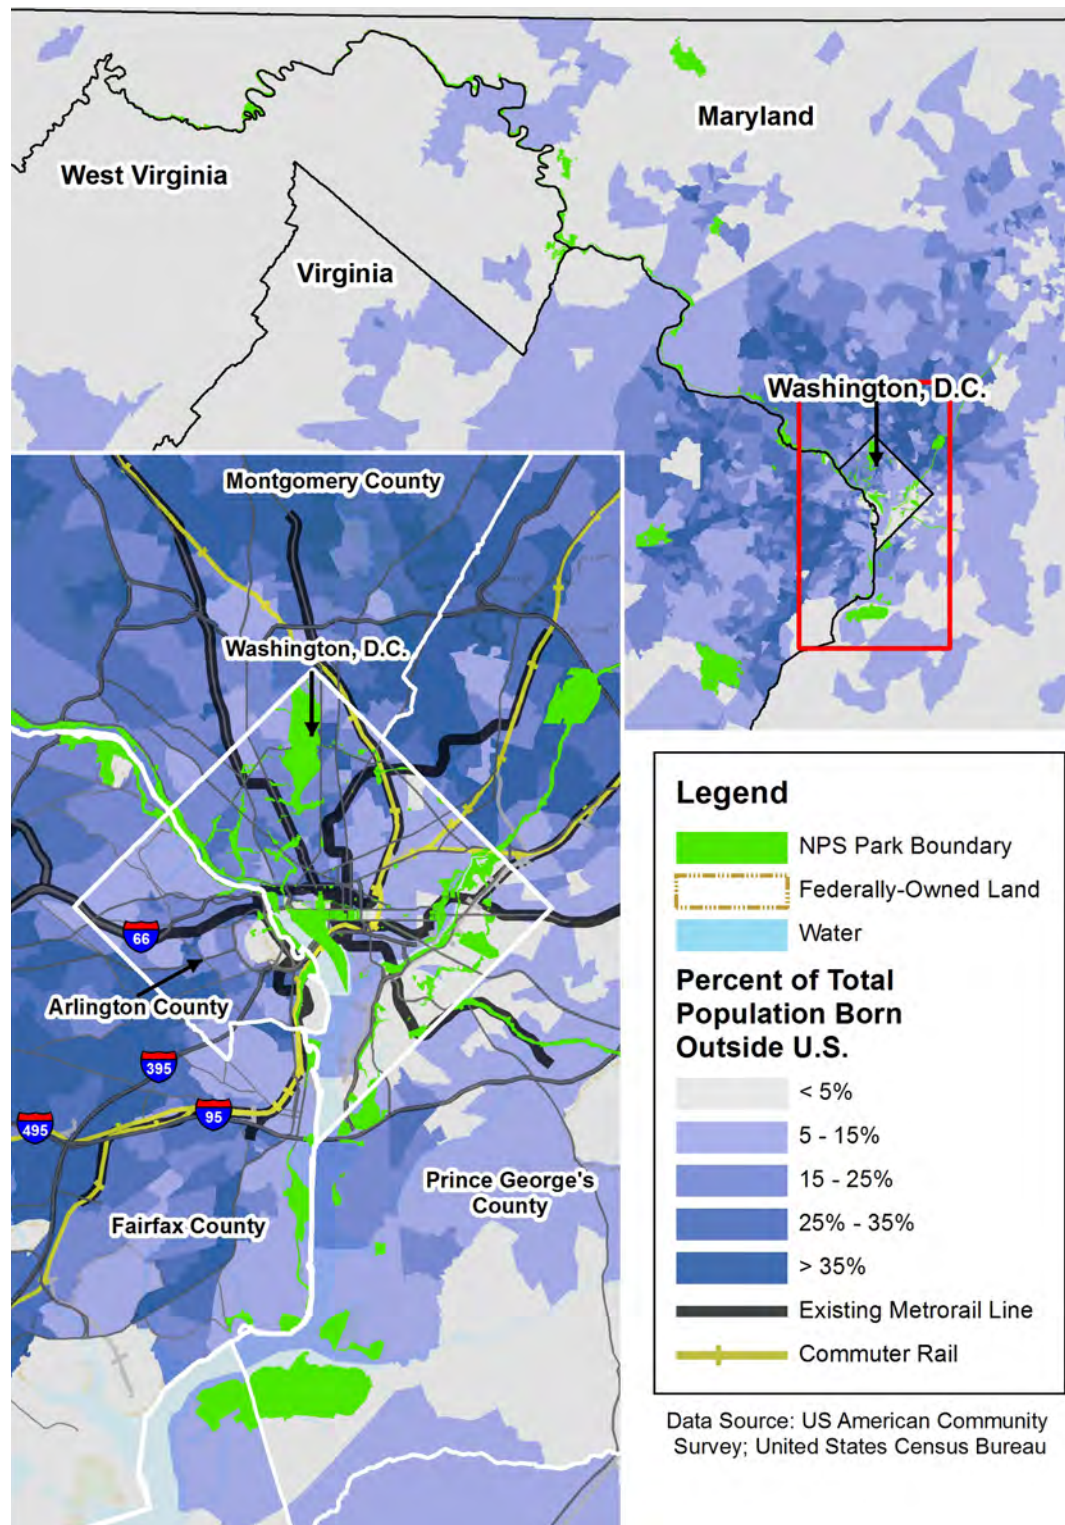 Maryland
West Virginia
Virginia
Washington, D.C.
Montgomery County
Washington, D.C.
66
Arlington County
395
95
495
Prince George's
County
Fairfax County
Legend
NPS Park Boundary
Federally-Owned Land
Water
Percent of Total
Population Born
Outside U.S.
< 5%
5 - 15%
15 - 25%
25% - 35%
> 35%
Existing Metrorail Line
Commuter Rail
Data Source: US American Community
Survey; United States Census Bureau